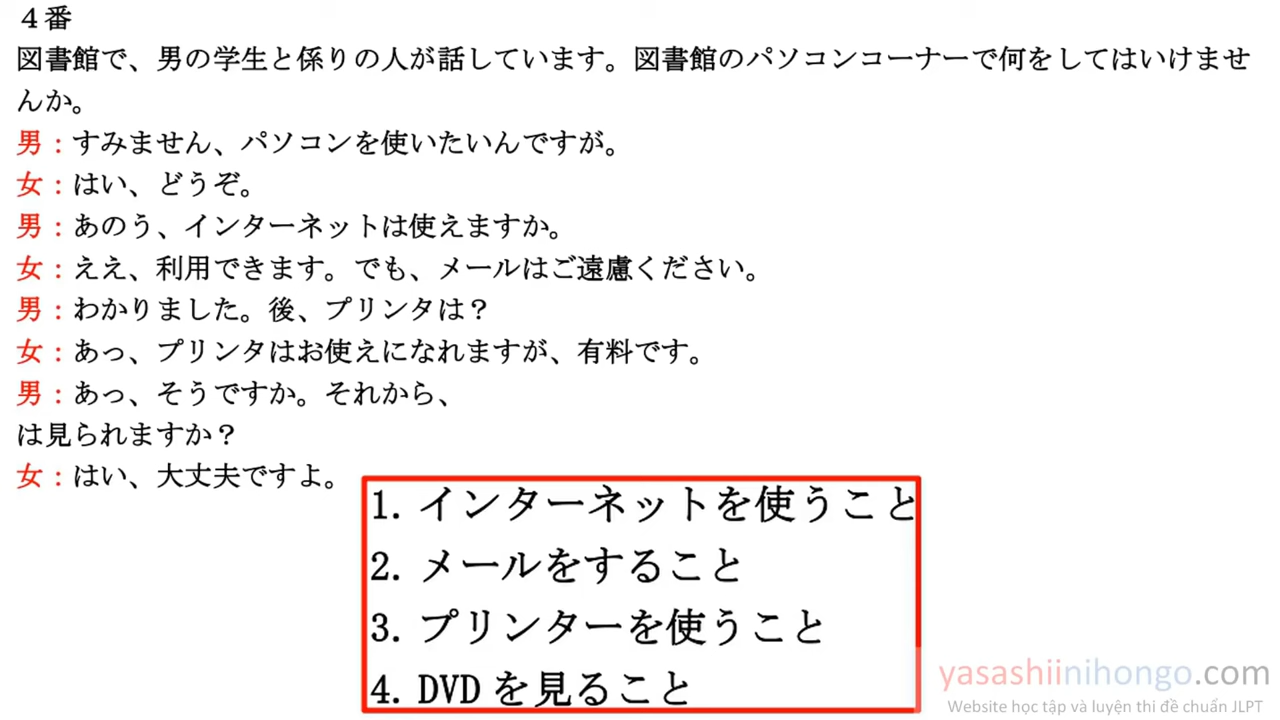 ４番
図書館で、男の学生と係りの人が話しています。図書館のパソコンコーナーで何をしてはいけませ
んか。
男：すみません、パソコンを使いたいんですが。
女：はい、どうぞ。
男：あのう、インターネットは使えますか。
女：ええ、利用できます。でも、メールはご遠慮ください。
男：わかりました。後、プリンタは？
女：あっ、プリンタはお使えになれますが、有料です。
男：あっ、そうですか。それから、
は見られますか？
女：はい、大丈夫ですよ。
1. インターネットを使うこと
2. メールをすること
3. プリンターを使うこと
4. DVDを見ること
yasashiinihongo.com
Website học tập và luyện thi đề chuẩn JLPT